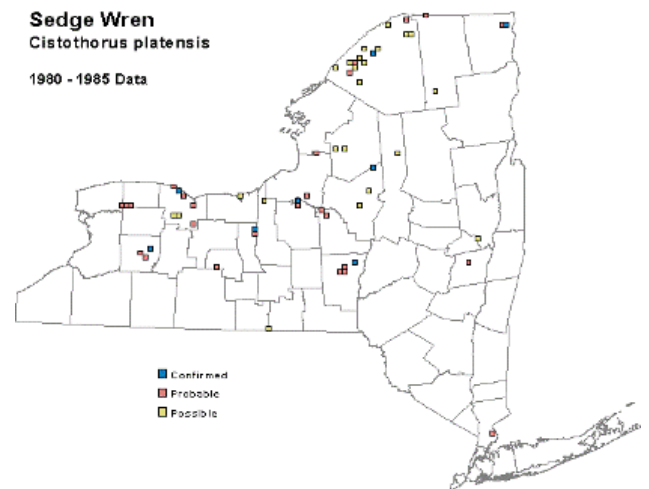 Sedge Wren
Cistothorus platensis
1980 - 1985 Data
Confirmed
Probable
Possible